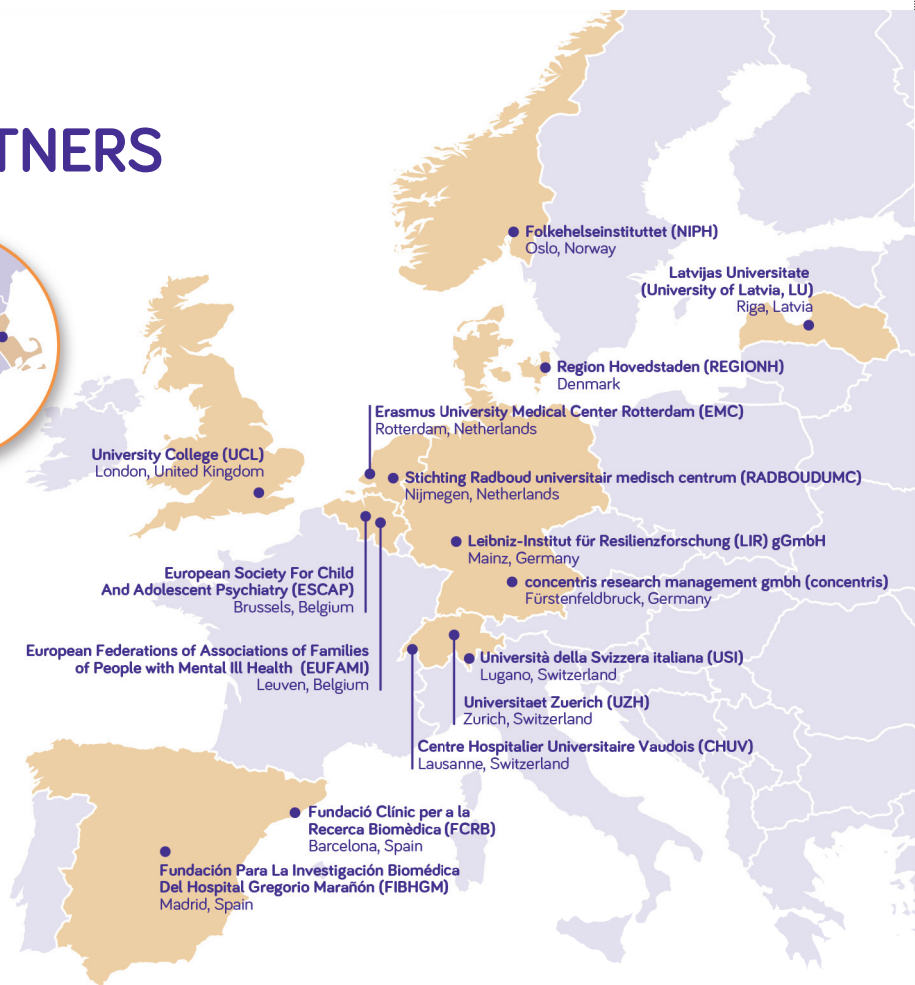 TNERS
Folkehelseinstituttet (NIPH)
Oslo, Norway
Latvijas Universitate
(University of Latvia, LU)
Riga, Latvia
Region Hovedstaden (REGIONH)
Denmark
Erasmus University Medical Center Rotterdam (EMC)
Rotterdam, Netherlands
University College (UCL)
London, United Kingdom
Stichting Radboud universitair medisch centrum (RADBOUDUMC)
Nijmegen, Netherlands
Leibniz-Institut für Resilienzforschung (LIR) gGmbH
Mainz, Germany
European Society For Child
And Adolescent Psychiatry (ESCAP)
Brussels, Belgium
concentris research management gmbh (concentris)
Fürstenfeldbruck, Germany
European Federations of Associations of Families
of People with Mental Ill Health (EUFAMI)
Leuven, Belgium
Università della Svizzera italiana (USI)
Lugano, Switzerland
Universitaet Zuerich (UZH)
Zurich, Switzerland
Centre Hospitalier Universitaire Vaudois (CHUV)
Lausanne, Switzerland
Fundació Clínic per a la
Recerca Biomèdica (FCRB)
Barcelona, Spain
Fundación Para La Investigación Biomédica
Del Hospital Gregorio Marañón (FIBHGM)
Madrid, Spain